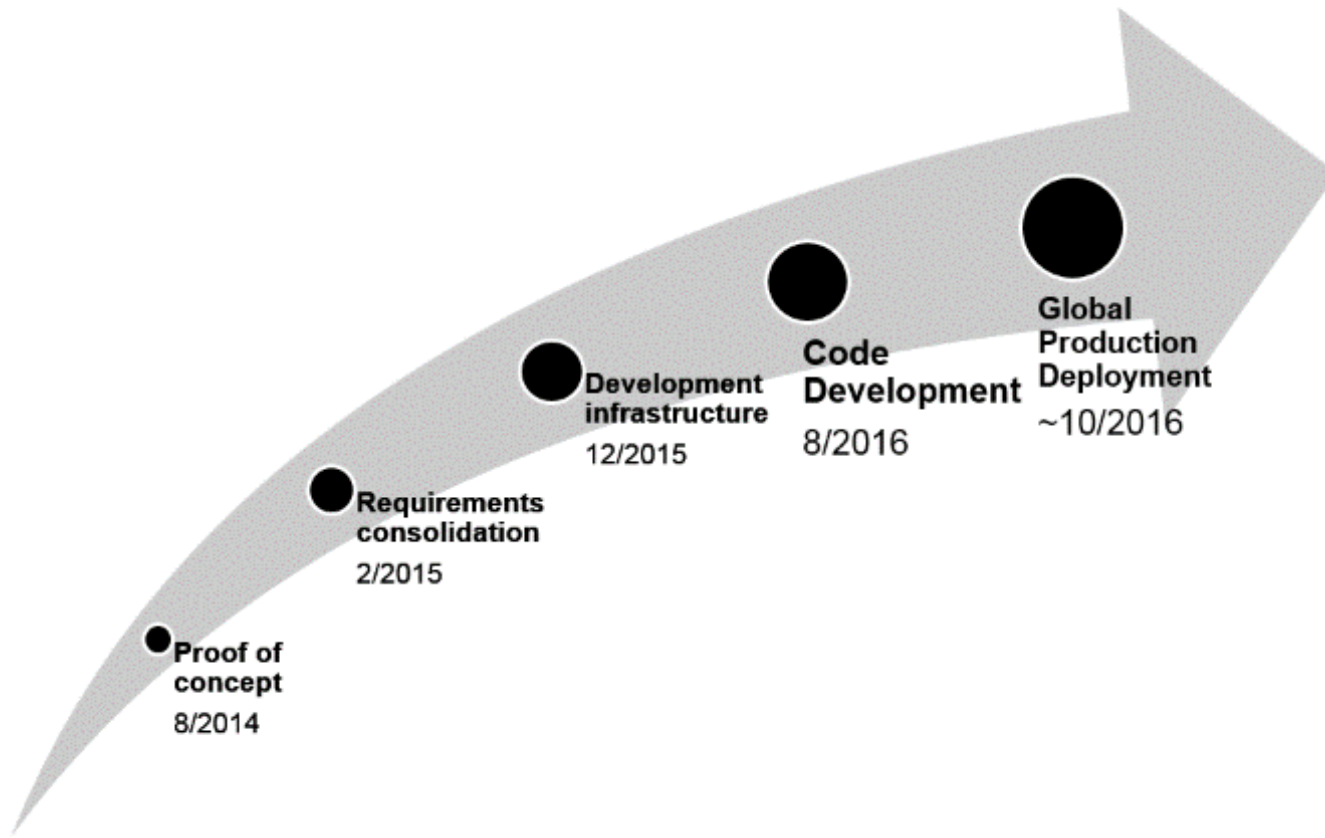 Proof of
concept
8/2014
Requirements
consolidation
2/2015
Development
infrastructure
12/2015
Code
Development
8/2016
Global
Production
Deployment
~10/2016